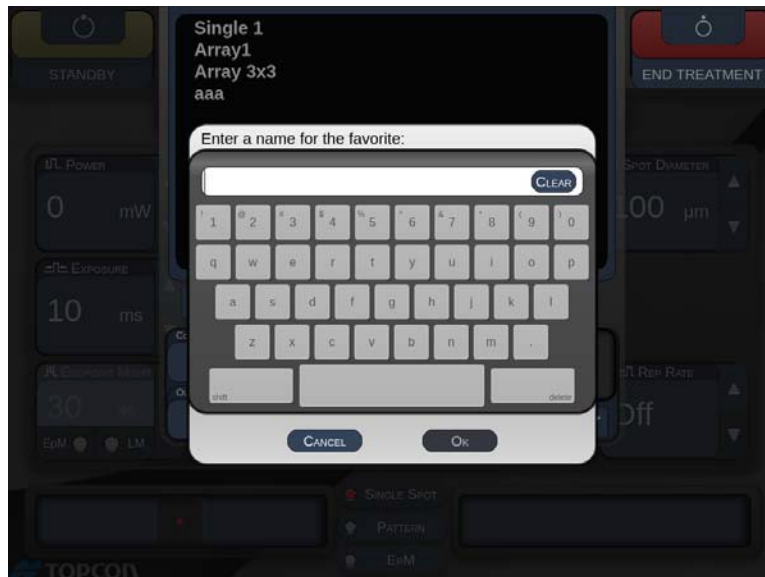 Single 1
Array1
Array 3x3
aaa
STANDBY
END TREATMENT
Enter a name for the favorite:
CLEAR
POWER
0 mW
SPOT DIAMETER
100 µm
! 1 @ 2 # 3 $ 4 % 5 ^ 6 & 7 * 8 ( 9 ) 0
q w e r t y u i o p
EXPOSURE
10 ms
a s d f g h j k l
z x c v b n m .
shift delete
REP RATE
Off
30
EpM LM
CANCEL OK
SINGLE SPOT
PATTERN
EPM
TOPCON